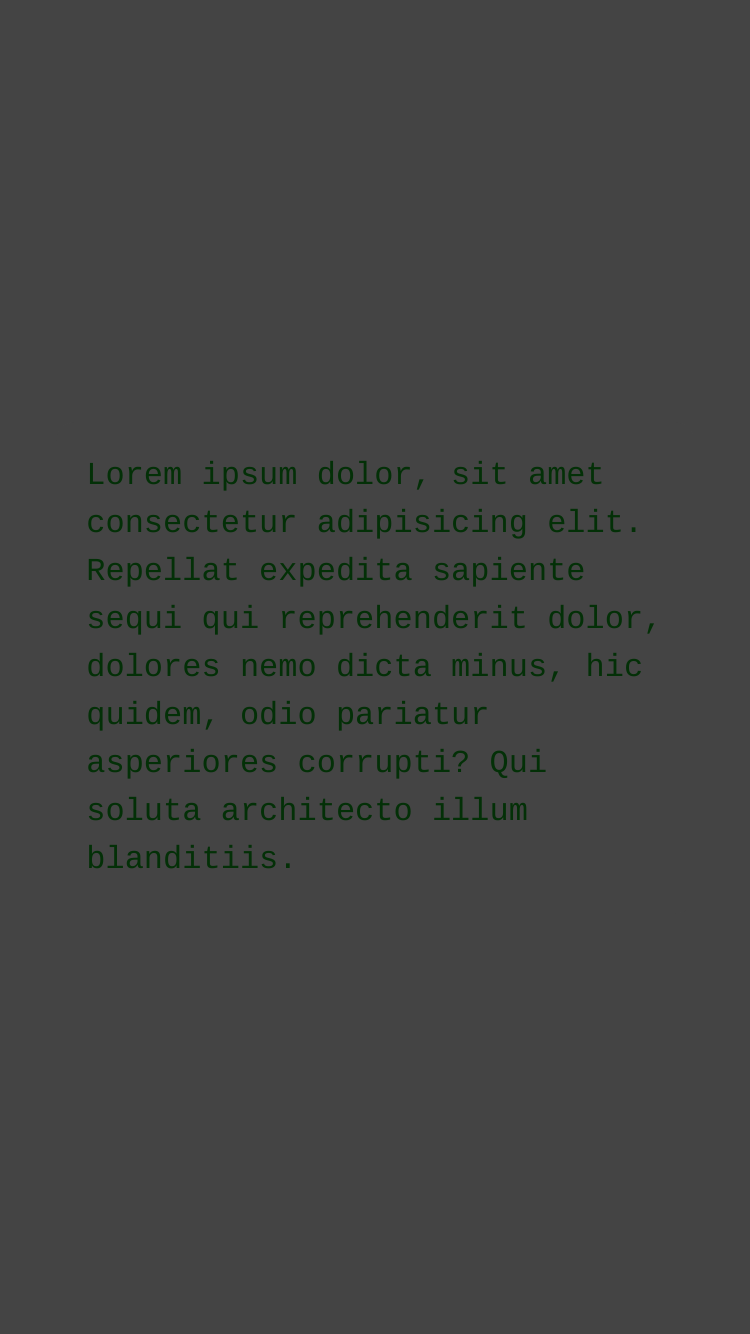 Lorem ipsum dolor, sit amet
consectetur adipisicing elit.
Repellat expedita sapiente
sequi qui reprehenderit dolor,
dolores nemo dicta minus, hic
quidem, odio pariatur
asperiores corrupti? Qui
soluta architecto illum
blanditiis.